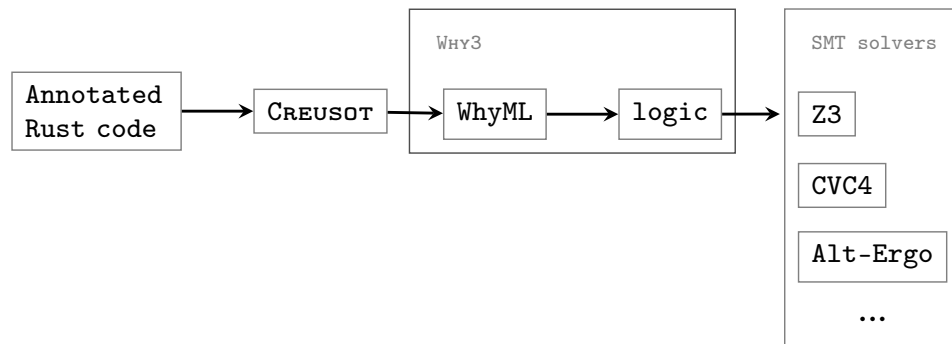 Annotated
Rust code
CREUSOT
WHY3
WhyML
logic
SMT solvers
Z3
CVC4
Alt-Ergo
...